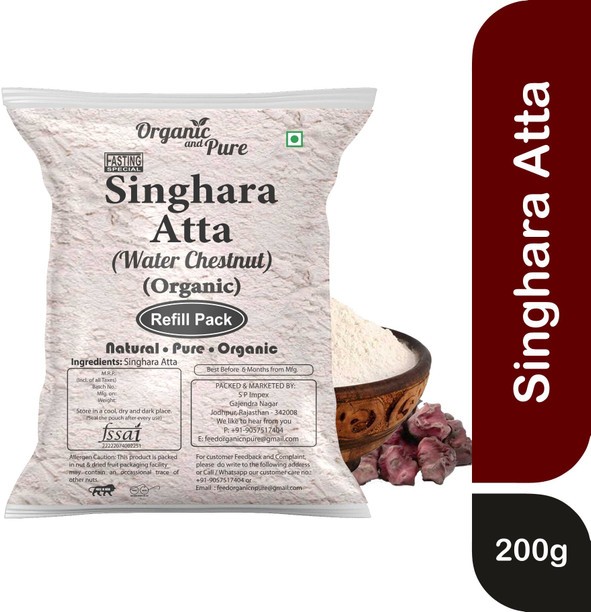 Organic
and Pure
FASTING
SPECIAL
Singhara
Atta
(Water Chestnut)
(Organic)
Refill Pack
Natural • Pure • Organic
Ingredients: Singhara Atta
M.R.P.:
(Incl. of all Taxes)
Batch No.:
Mfg. on:
Weight:
Store in a cool, dry and dark place
(Seal the pouch after every use)
fssai
22222074000251
Allergen Caution: This product is packed
in nut & dried fruit packaging facility
may contain an occasional trace of
other nuts.
Best Before 6 Months from Mfg.
PACKED & MARKETED BY:
S P Impex
Gajendra Nagar
Jodhpur, Rajasthan - 342008
We like to hear from you
P: +91-9057517404
E: feedorganicnpure@gmail.com
For customer Feedback and Complaint,
please do write to the following address
or Call / Whatsapp our customer care no.:
+91-9057517404 or
Email : feedorganicnpure@gmail.com
Singhara Atta
200g